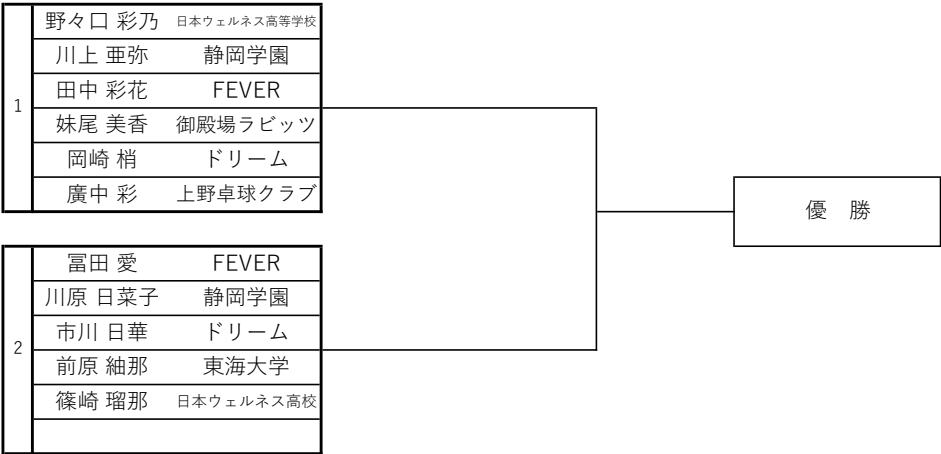 野々口 彩乃 日本ウェルネス高等学校
川上 亜弥 静岡学園
田中 彩花 FEVER
1
妹尾 美香 御殿場ラビッツ
岡崎 梢 ドリーム
廣中 彩 上野卓球クラブ
優 勝
冨田 愛 FEVER
川原 日菜子 静岡学園
市川 日華 ドリーム
2
前原 紬那 東海大学
篠崎 瑠那 日本ウェルネス高校